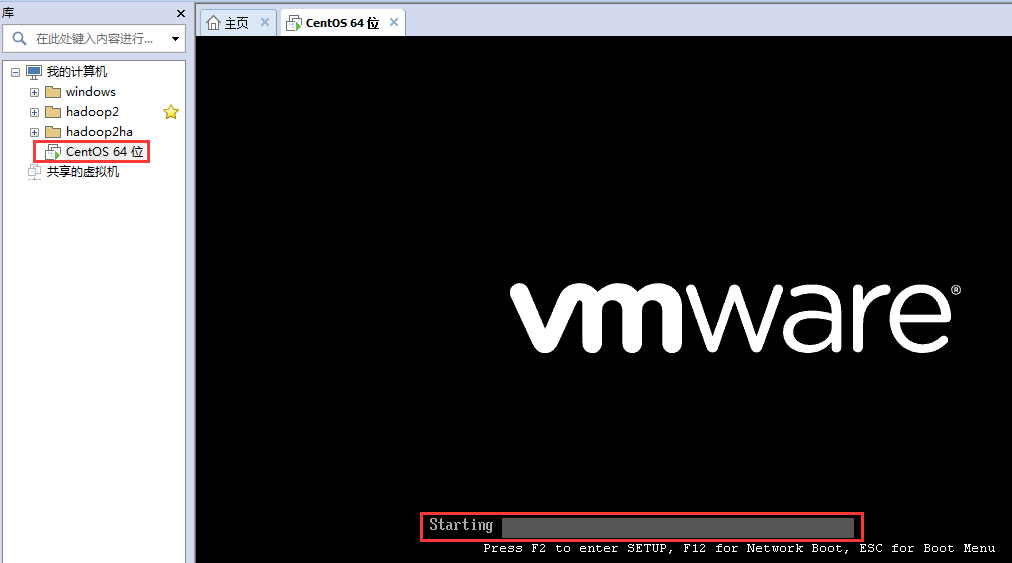 库
在此处键入内容进行...
我的计算机
windows
hadoop2
hadoop2ha
CentOS 64 位
共享的虚拟机
主页
CentOS 64 位
vmware®
Starting
Press F2 to enter SETUP, F12 for Network Boot, ESC for Boot Menu